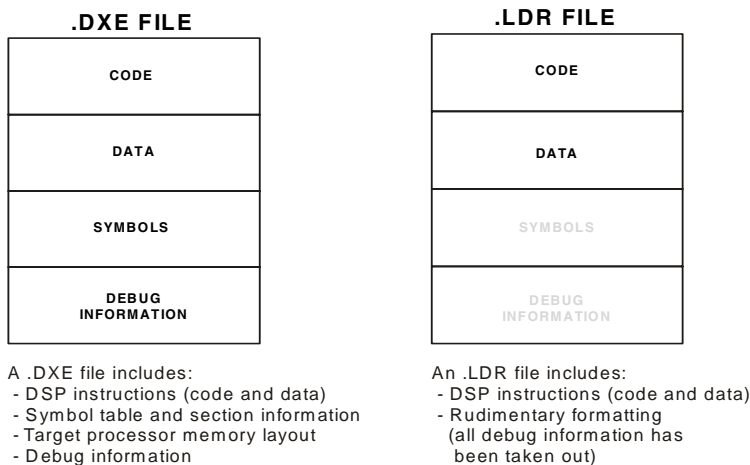 .DXE FILE
CODE
DATA
SYMBOLS
DEBUG
INFORMATION
A .DXE file includes:
- DSP instructions (code and data)
- Symbol table and section information
- Target processor memory layout
- Debug information
.LDR FILE
CODE
DATA
SYMBOLS
DEBUG
INFORMATION
An .LDR file includes:
- DSP instructions (code and data)
- Rudimentary formatting
(all debug information has
been taken out)